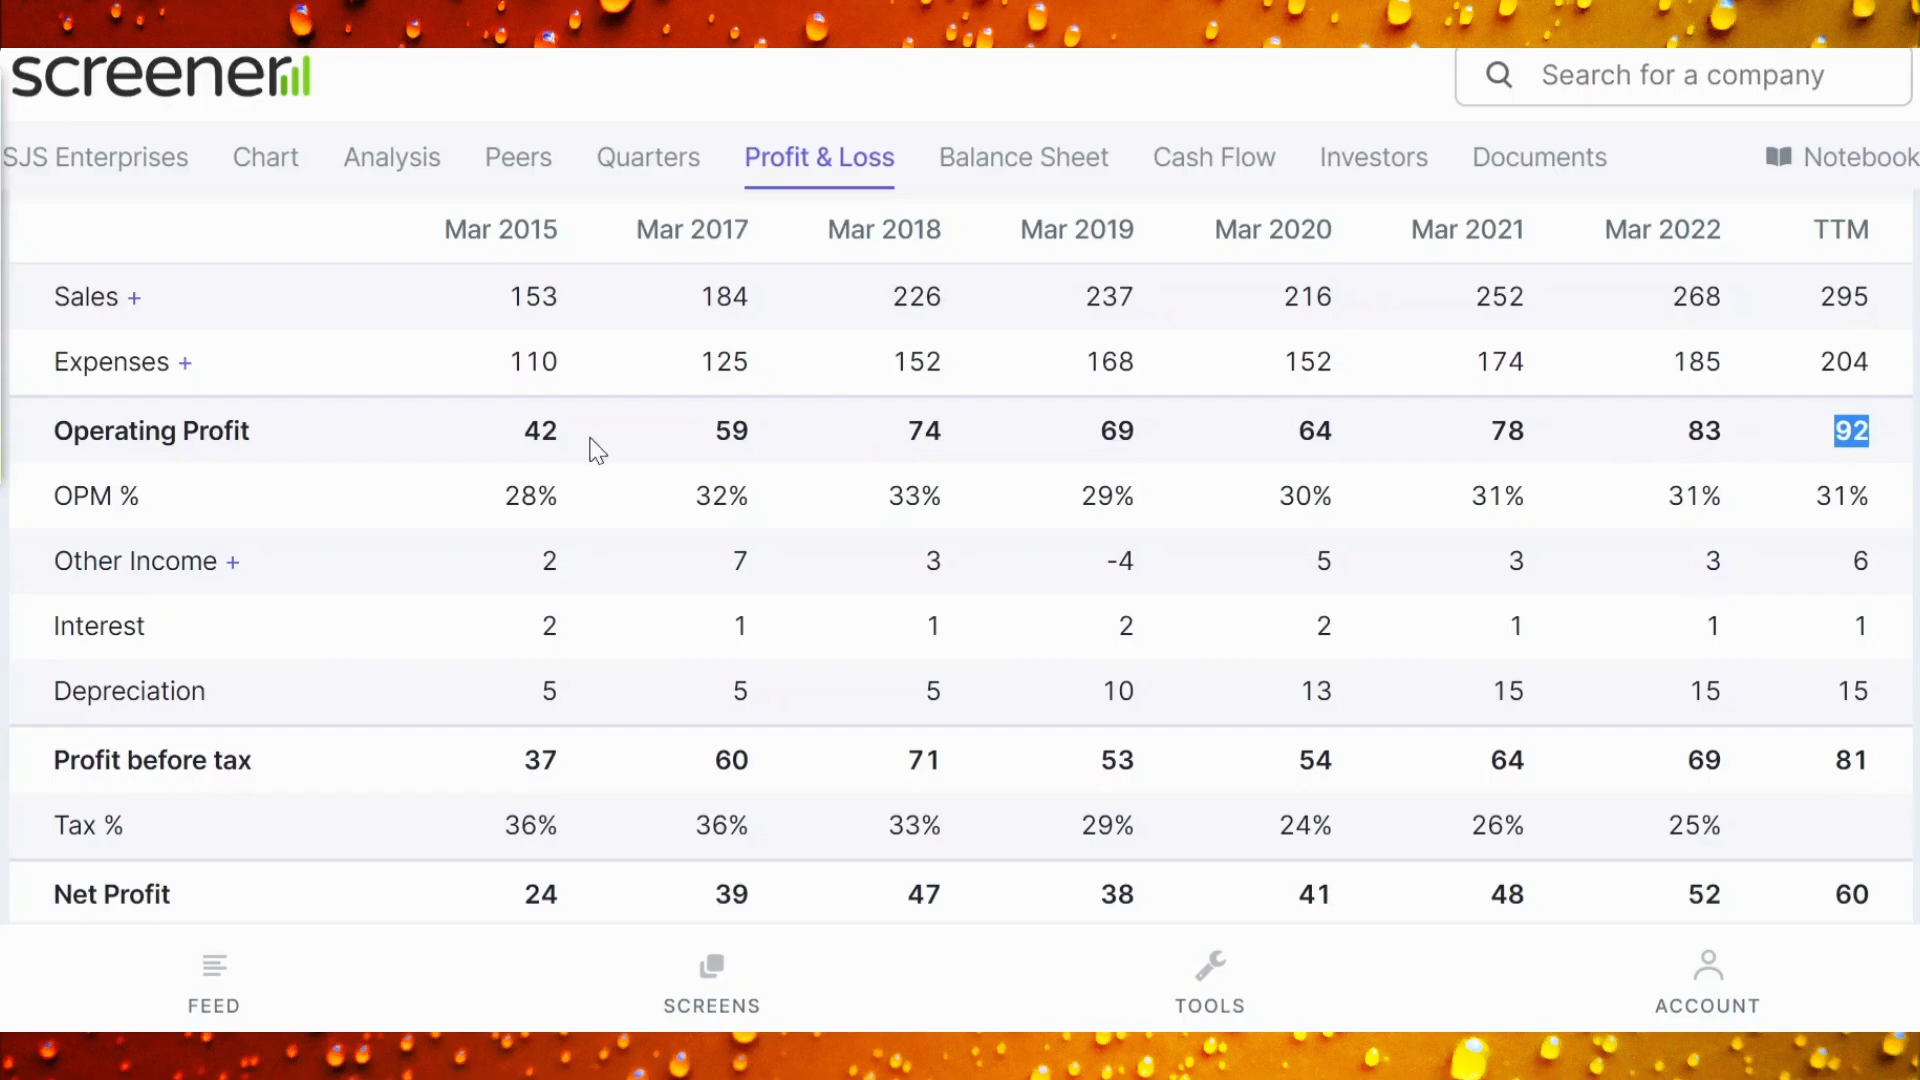 screener
Search for a company
SJS Enterprises Chart Analysis Peers Quarters Profit & Loss Balance Sheet Cash Flow Investors Documents Notebook
Mar 2015 Mar 2017 Mar 2018 Mar 2019 Mar 2020 Mar 2021 Mar 2022 TTM
Sales + 153 184 226 237 216 252 268 295
Expenses + 110 125 152 168 152 174 185 204
Operating Profit 42 59 74 69 64 78 83 92
OPM % 28% 32% 33% 29% 30% 31% 31% 31%
Other Income + 2 7 3 -4 5 3 3 6
Interest 2 1 1 2 2 1 1 1
Depreciation 5 5 5 10 13 15 15 15
Profit before tax 37 60 71 53 54 64 69 81
Tax % 36% 36% 33% 29% 24% 26% 25%
Net Profit 24 39 47 38 41 48 52 60
FEED SCREENS TOOLS ACCOUNT